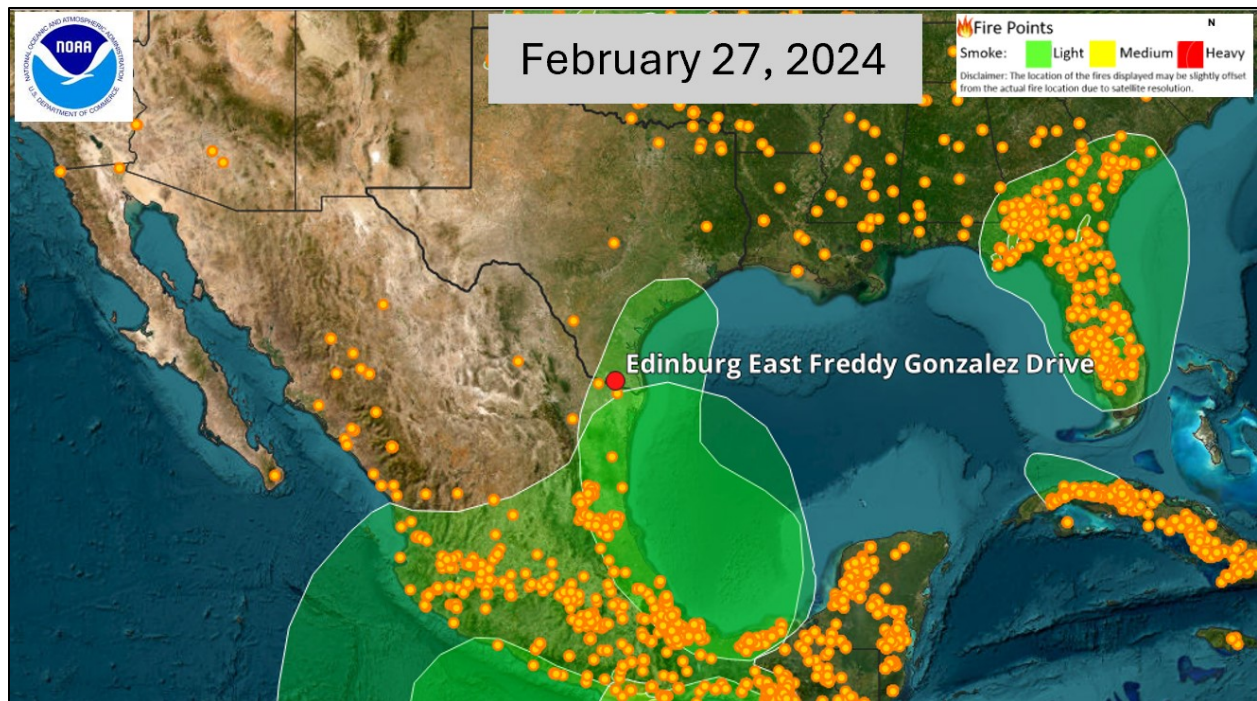 NATIONAL OCEANIC AND ATMOSPHERIC ADMINISTRATION
NOAA
U.S. DEPARTMENT OF COMMERCE
February 27, 2024
Fire Points
N
Smoke: Light Medium Heavy
Disclaimer: The location of the fires displayed may be slightly offset
from the actual fire location due to satellite resolution.
Edinburg East Freddy Gonzalez Drive